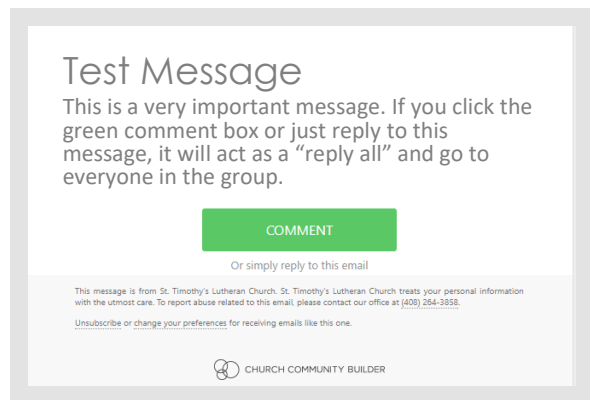 Test Message
This is a very important message. If you click the
green comment box or just reply to this
message, it will act as a “reply all” and go to
everyone in the group.
COMMENT
Or simply reply to this email
This message is from St. Timothy's Lutheran Church. St. Timothy's Lutheran Church treats your personal information
with the utmost care. To report abuse related to this email, please contact our office at (408) 264-3858.
Unsubscribe or change your preferences for receiving emails like this one.
CHURCH COMMUNITY BUILDER